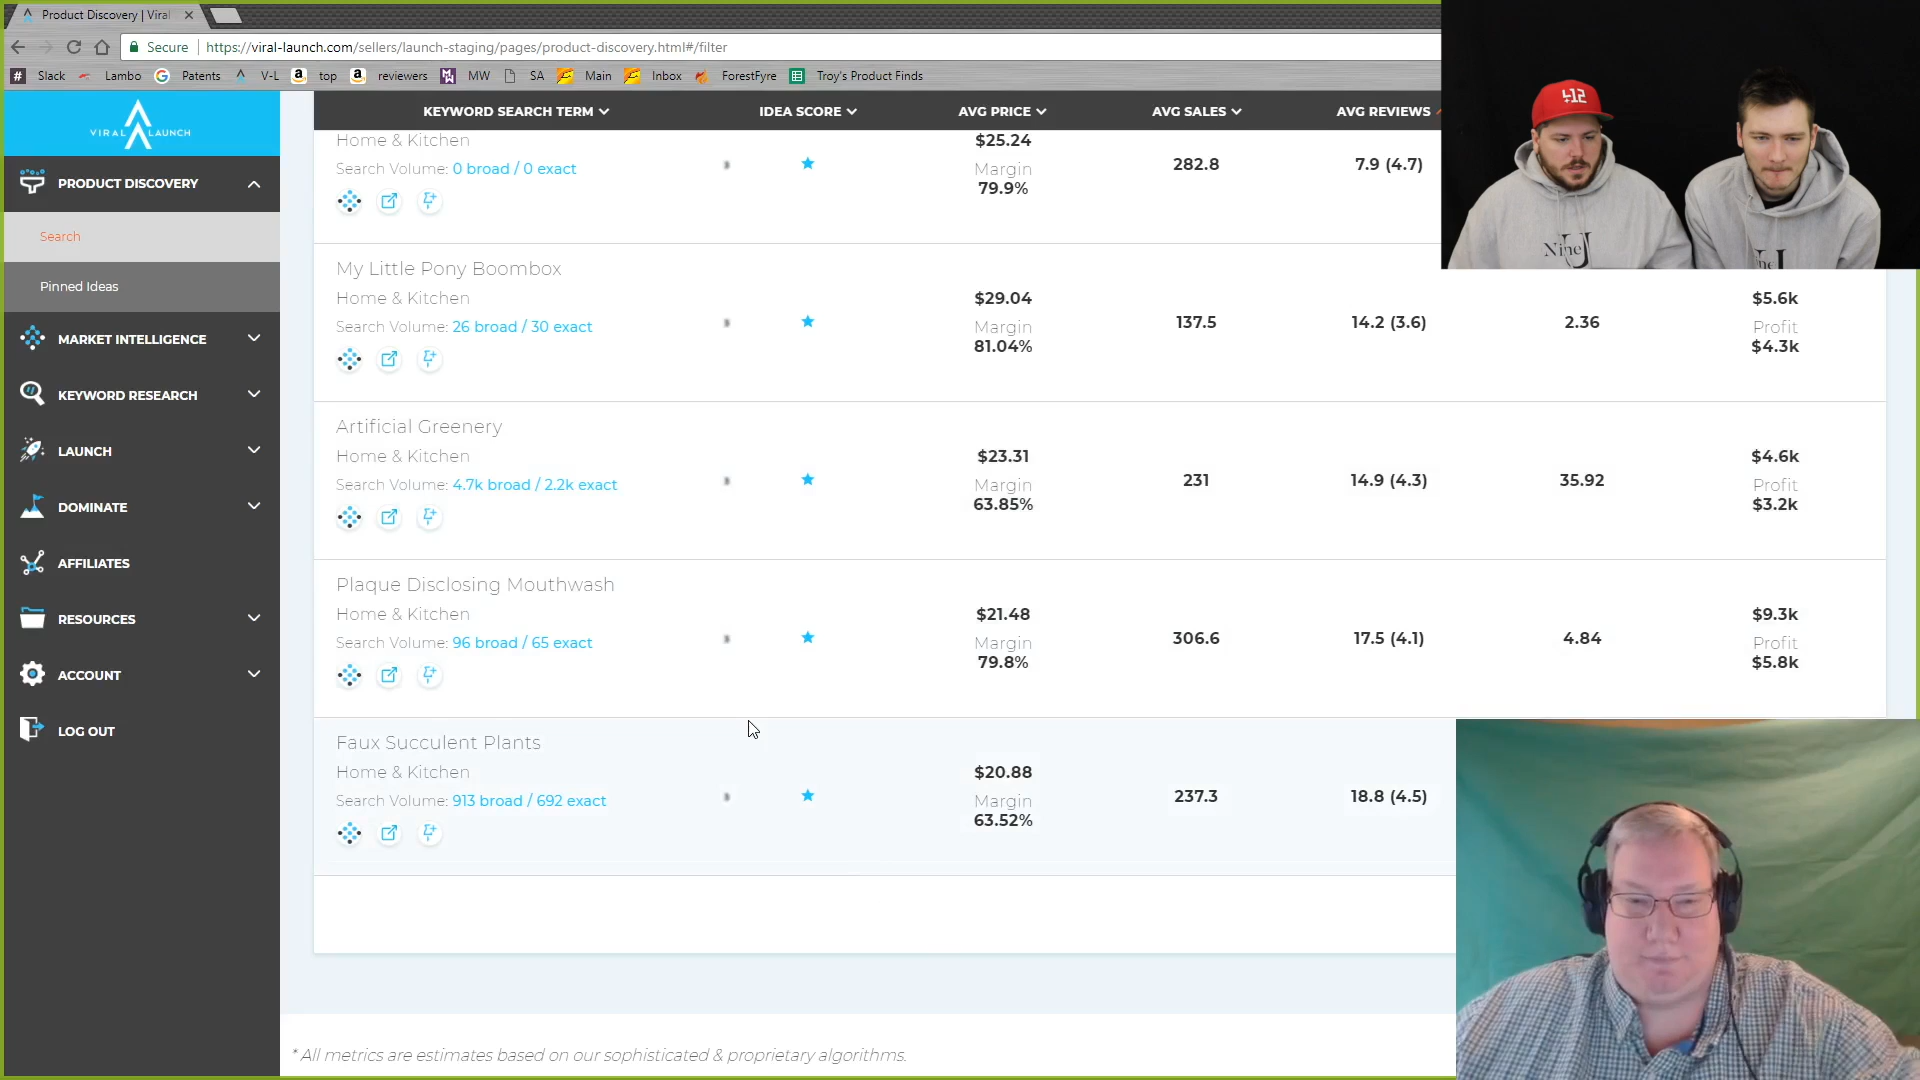 Product Discovery | Viral
Secure https://viral-launch.com/sellers/launch-staging/pages/product-discovery.html#/filter
Slack Lambo Patents V-L top reviewers MW SA Main Inbox ForestFyre Troy's Product Finds
VIRAL LAUNCH
PRODUCT DISCOVERY
Search
Pinned Ideas
MARKET INTELLIGENCE
KEYWORD RESEARCH
LAUNCH
DOMINATE
AFFILIATES
RESOURCES
ACCOUNT
LOG OUT
KEYWORD SEARCH TERM IDEA SCORE AVG PRICE AVG SALES AVG REVIEWS
Home & Kitchen
Search Volume: 0 broad / 0 exact
$25.24
Margin
79.9%
282.8
7.9 (4.7)
My Little Pony Boombox
Home & Kitchen
Search Volume: 26 broad / 30 exact
$29.04
Margin
81.04%
137.5
14.2 (3.6)
2.36
$5.6k
Profit
$4.3k
Artificial Greenery
Home & Kitchen
Search Volume: 4.7k broad / 2.2k exact
$23.31
Margin
63.85%
231
14.9 (4.3)
35.92
$4.6k
Profit
$3.2k
Plaque Disclosing Mouthwash
Home & Kitchen
Search Volume: 96 broad / 65 exact
$21.48
Margin
79.8%
306.6
17.5 (4.1)
4.84
$9.3k
Profit
$5.8k
Faux Succulent Plants
Home & Kitchen
Search Volume: 913 broad / 692 exact
$20.88
Margin
63.52%
237.3
18.8 (4.5)
* All metrics are estimates based on our sophisticated & proprietary algorithms.
412
Nine